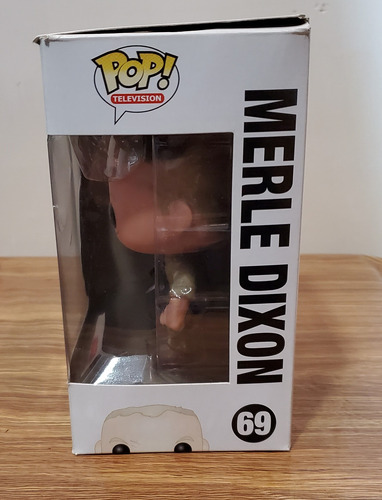 POP!
TELEVISION
MERLE DIXON
69